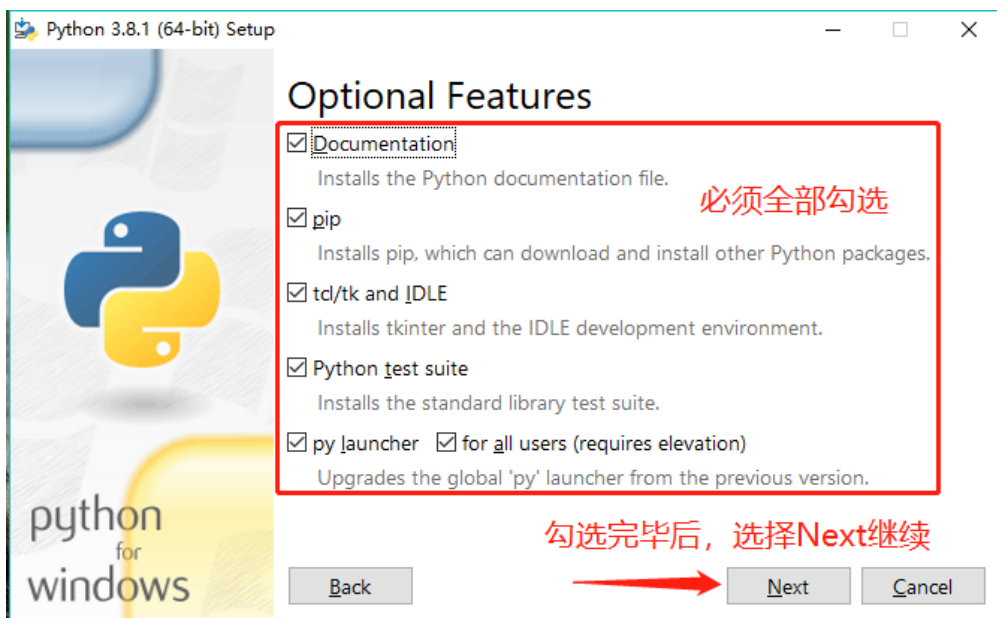 Python 3.8.1 (64-bit) Setup
Optional Features
Documentation
Installs the Python documentation file.
必须全部勾选
pip
Installs pip, which can download and install other Python packages.
tcl/tk and IDLE
Installs tkinter and the IDLE development environment.
Python test suite
Installs the standard library test suite.
py launcher for all users (requires elevation)
Upgrades the global 'py' launcher from the previous version.
勾选完毕后，选择Next继续
python
for
windows
Back Next Cancel